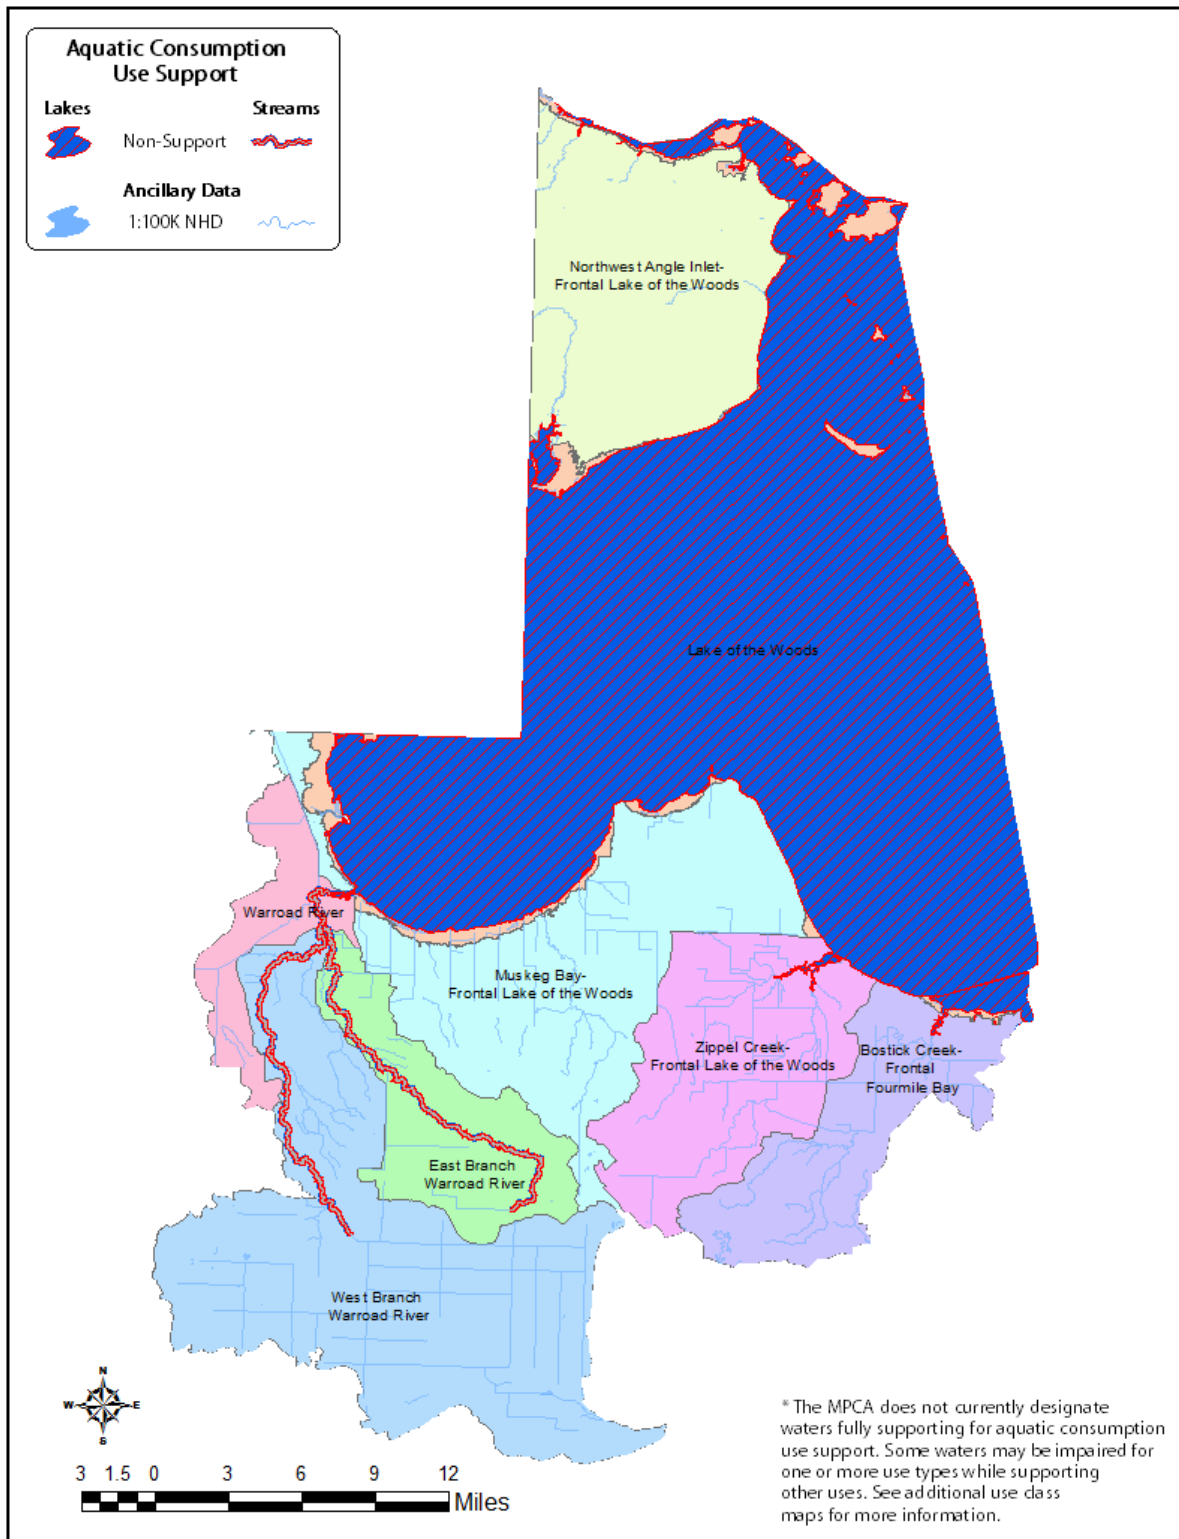 Aquatic Consumption
Use Support
Lakes
Streams
Non-Support
Ancillary Data
1:100K NHD
Northwest Angle Inlet-
Frontal Lake of the Woods
Lake of the Woods
Warroad River
Muskeg Bay-
Frontal Lake of the Woods
Zippel Creek-
Frontal Lake of the Woods
Bostick Creek-
Frontal
Fourmile Bay
East Branch
Warroad River
West Branch
Warroad River
N
W
E
S
3 1.5 0 3 6 9 12
Miles
* The MPCA does not currently designate
waters fully supporting for aquatic consumption
use support. Some waters may be impaired for
one or more use types while supporting
other uses. See additional use class
maps for more information.